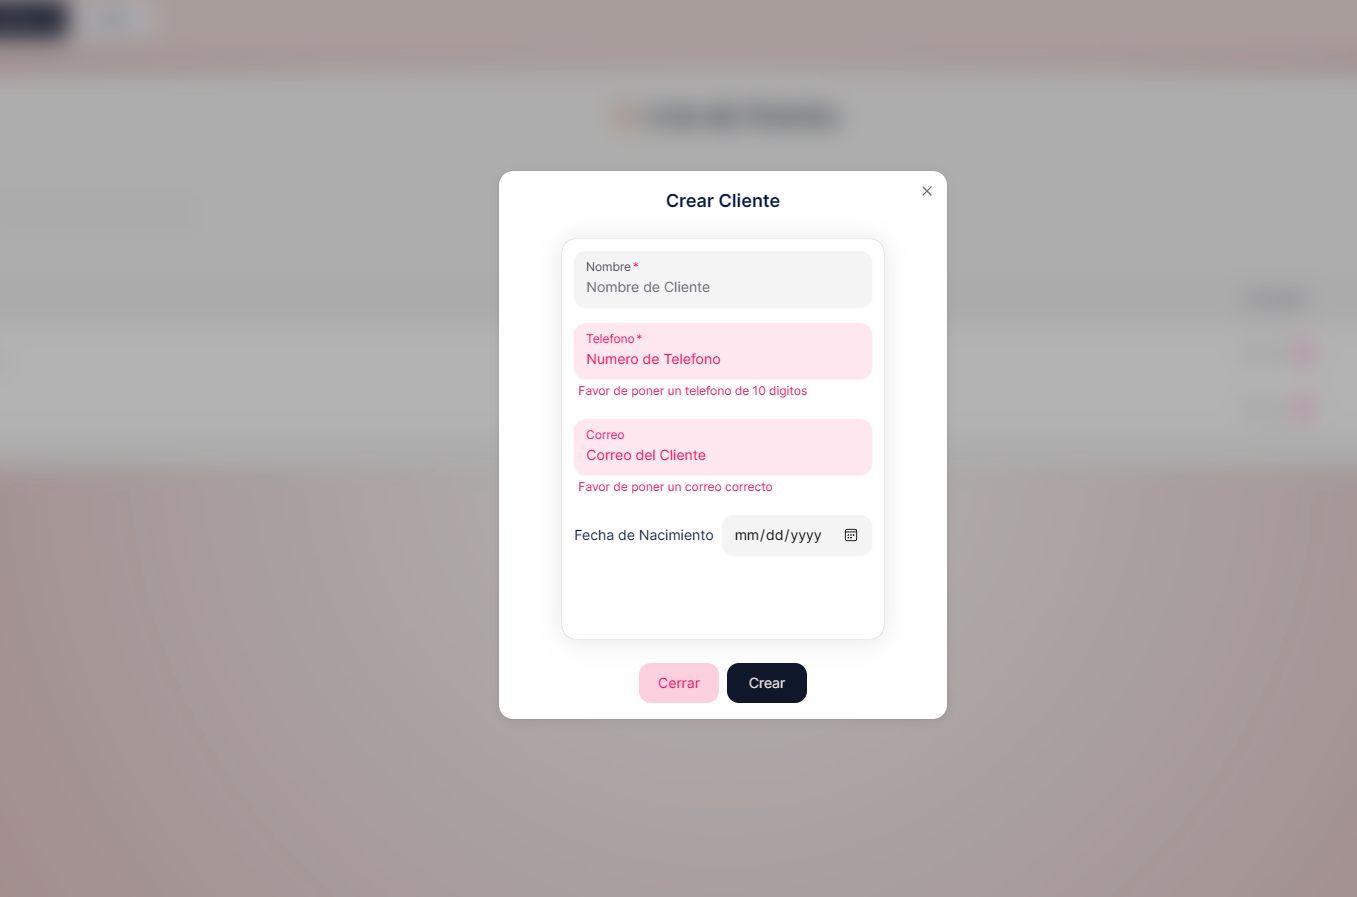 Crear Cliente
Nombre*
Nombre de Cliente
Telefono*
Numero de Telefono
Favor de poner un telefono de 10 digitos
Correo
Correo del Cliente
Favor de poner un correo correcto
Fecha de Nacimiento mm/dd/yyyy
Cerrar Crear